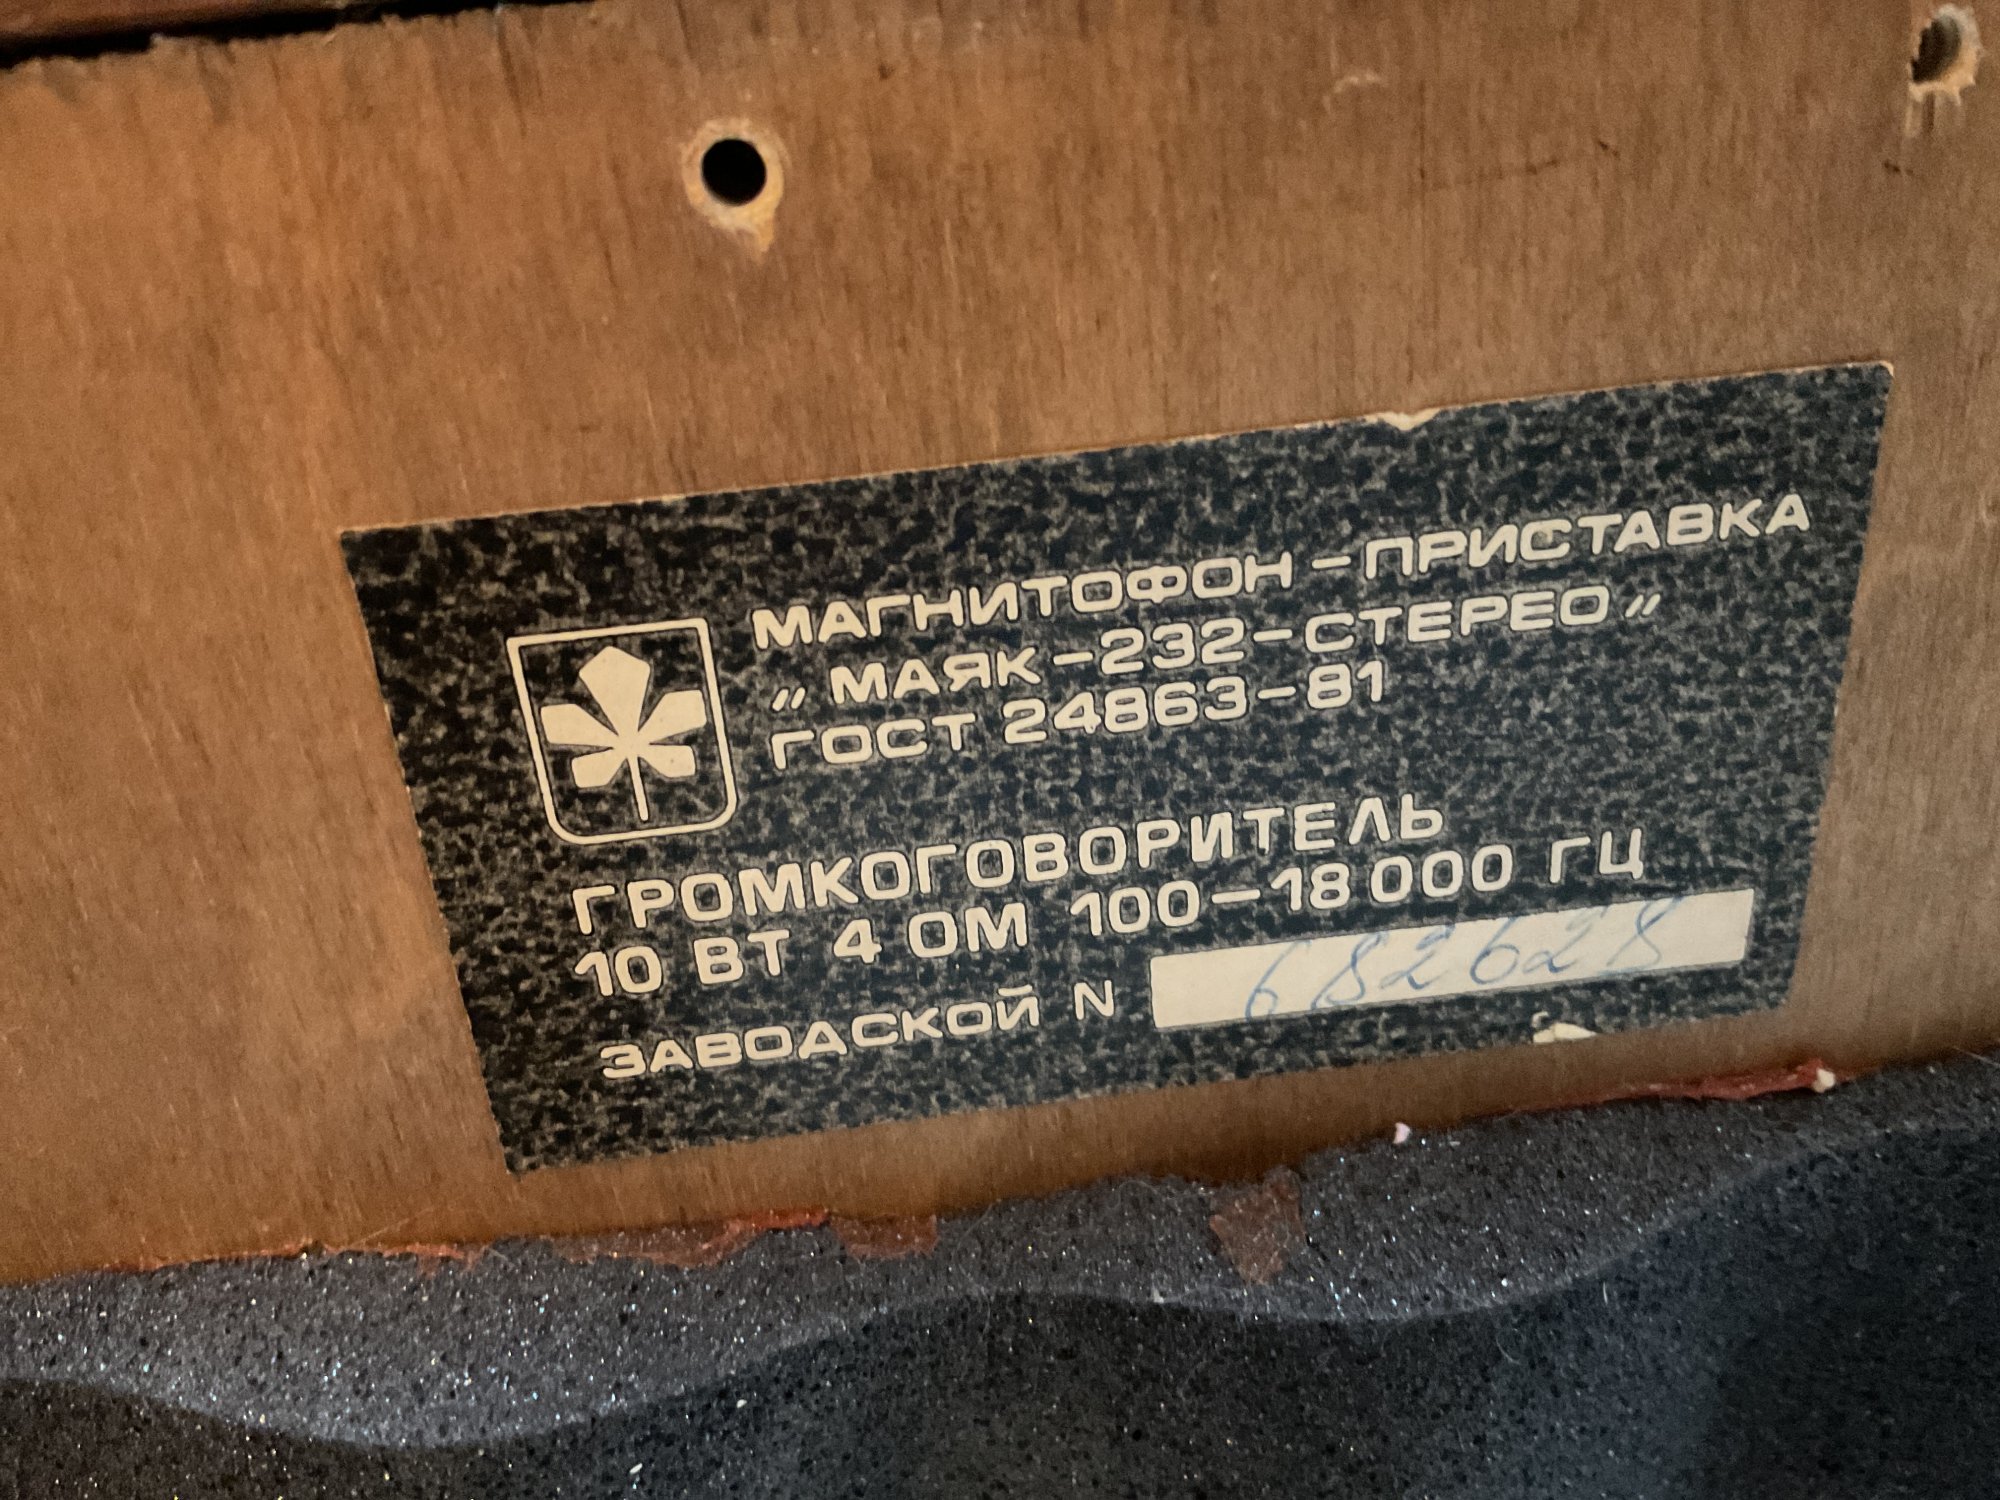 МАГНИТОФОН-ПРИСТАВКА
"МАЯК-232-СТЕРЕО"
ГОСТ 24863-81
ГРОМКОГОВОРИТЕЛЬ
10 ВТ 4 ОМ 100-18 000 ГЦ
ЗАВОДСКОЙ N 682628